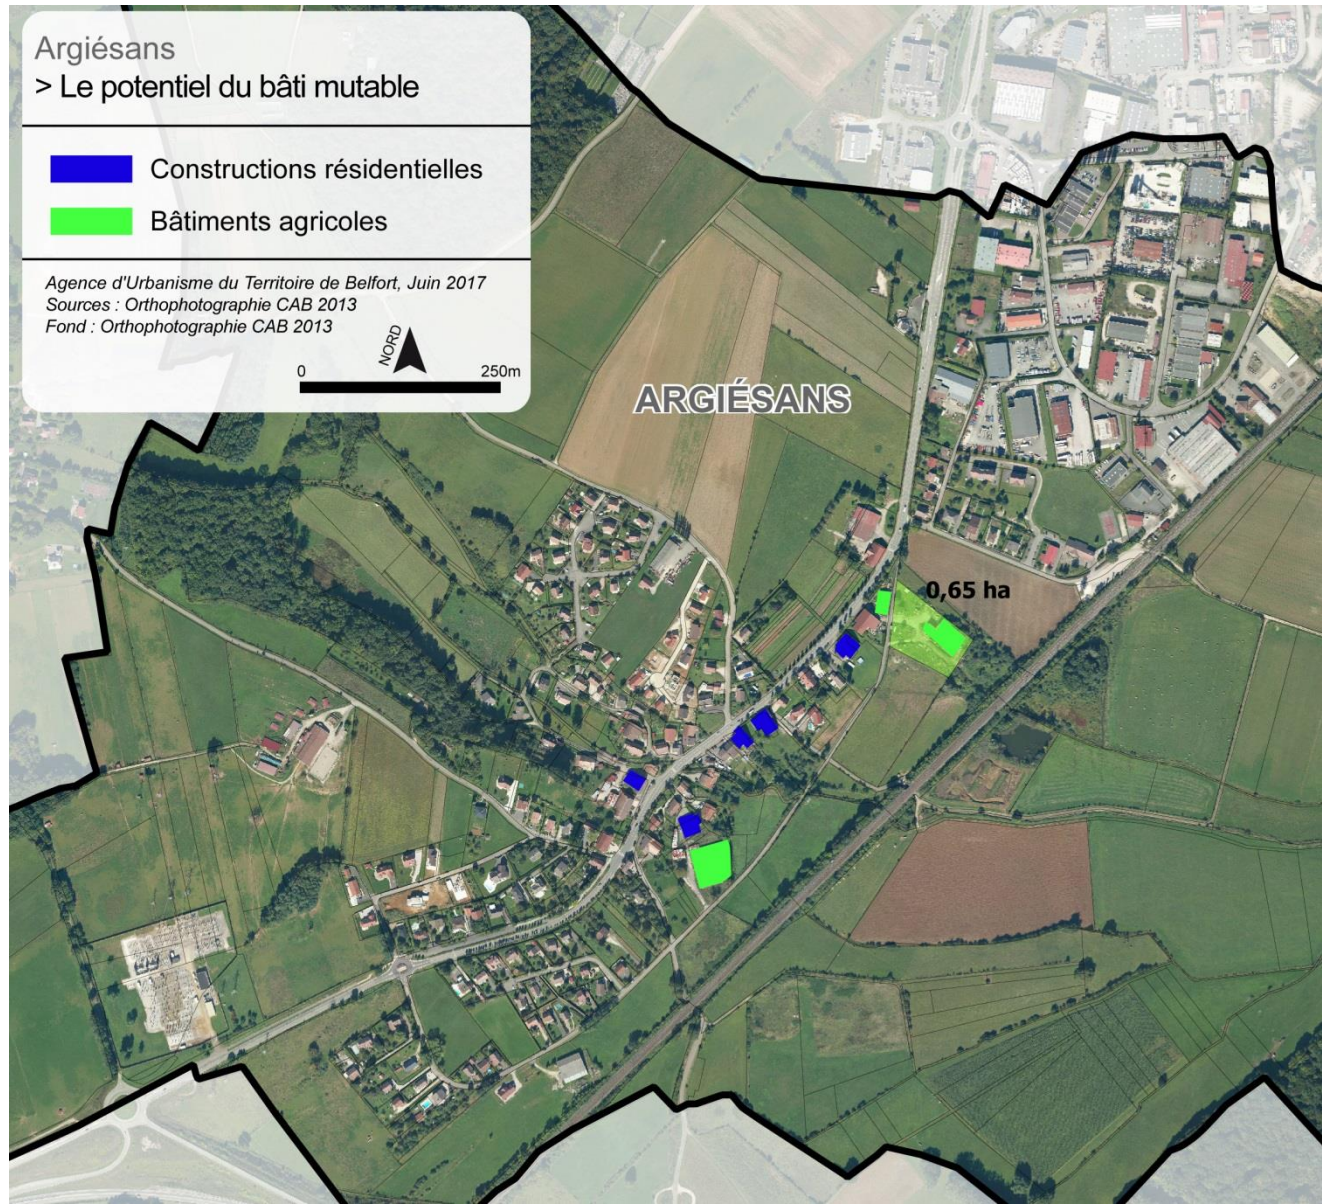 Argiésans
> Le potentiel du bâti mutable
Constructions résidentielles
Bâtiments agricoles
Agence d'Urbanisme du Territoire de Belfort, Juin 2017
Sources : Orthophotographie CAB 2013
Fond : Orthophotographie CAB 2013
NORD
0 250m
ARGIÉSANS
0,65 ha